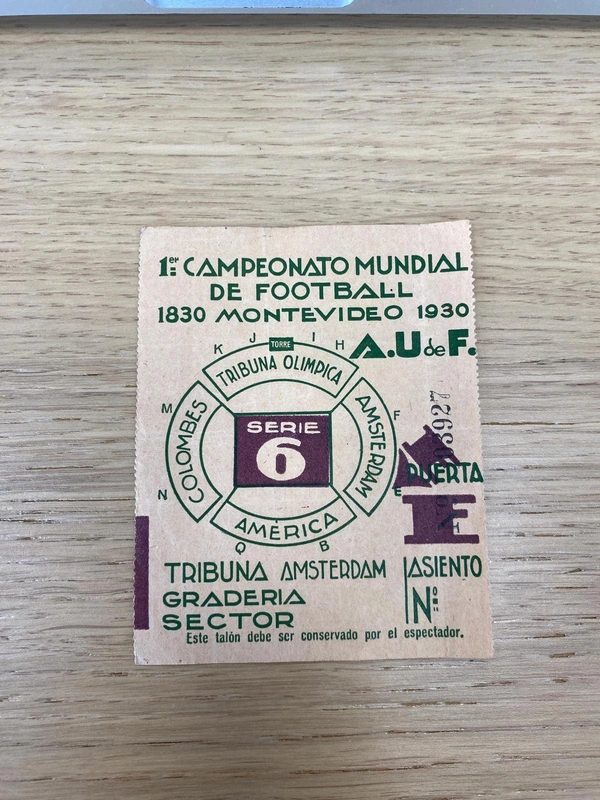 1er CAMPEONATO MUNDIAL
DE FOOTBALL
1830 MONTEVIDEO 1930
A.U de F.
K J TORRE I H
TRIBUNA OLIMPICA
M COLOMBES N
AMSTERDAM
F
E
SERIE
6
AMÉRICA
Q B
PUERTA
F
TRIBUNA AMSTERDAM
GRADERIA
SECTOR
ASIENTO
No
Este talón debe ser conservado por el espectador.